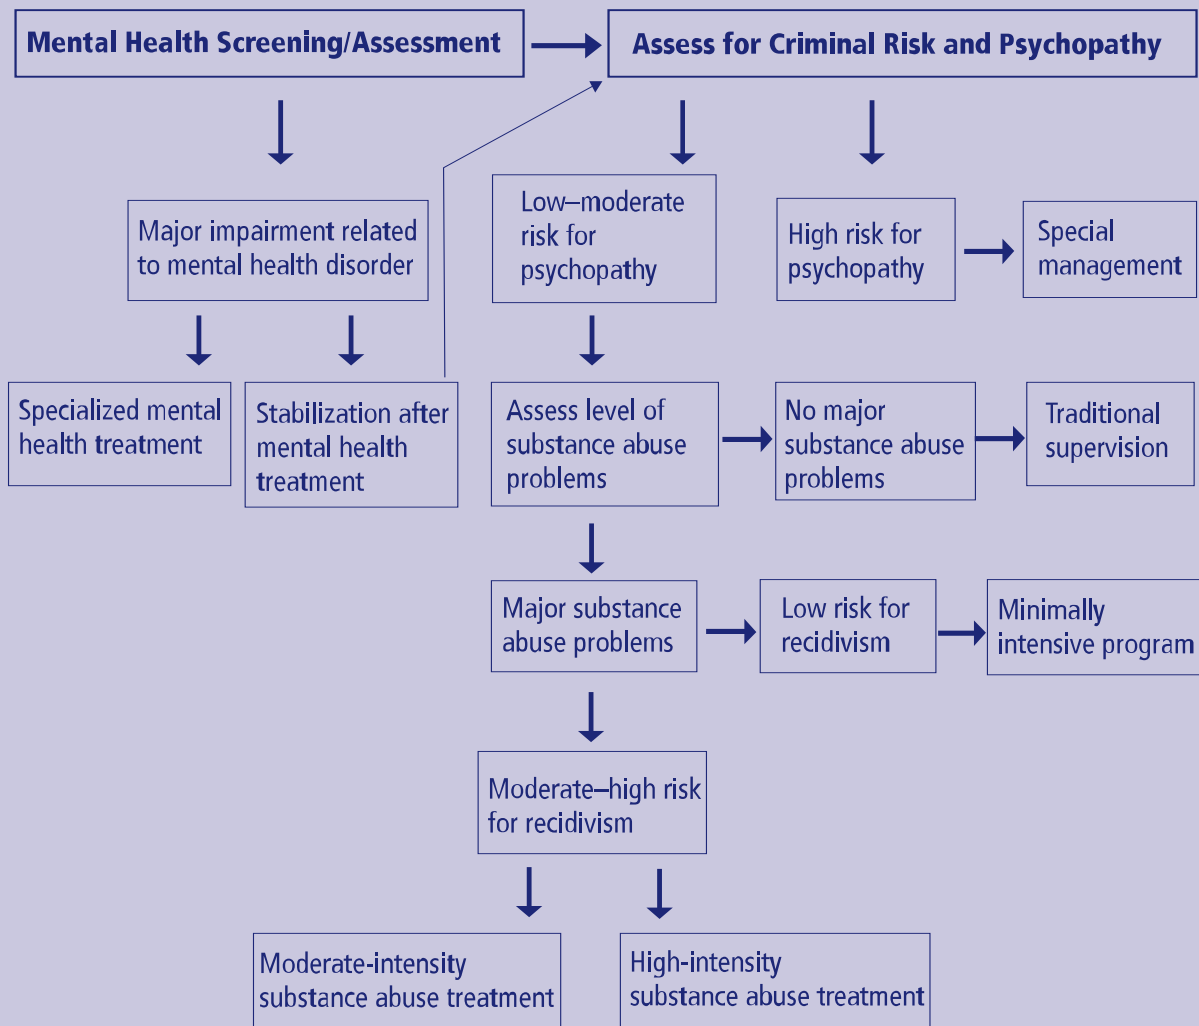 Mental Health Screening/Assessment
Assess for Criminal Risk and Psychopathy
Major impairment related
to mental health disorder
Low–moderate
risk for
psychopathy
High risk for
psychopathy
Special
management
Specialized mental
health treatment
Stabilization after
mental health
treatment
Assess level of
substance abuse
problems
No major
substance abuse
problems
Traditional
supervision
Major substance
abuse problems
Low risk for
recidivism
Minimally
intensive program
Moderate–high risk
for recidivism
Moderate-intensity
substance abuse treatment
High-intensity
substance abuse treatment